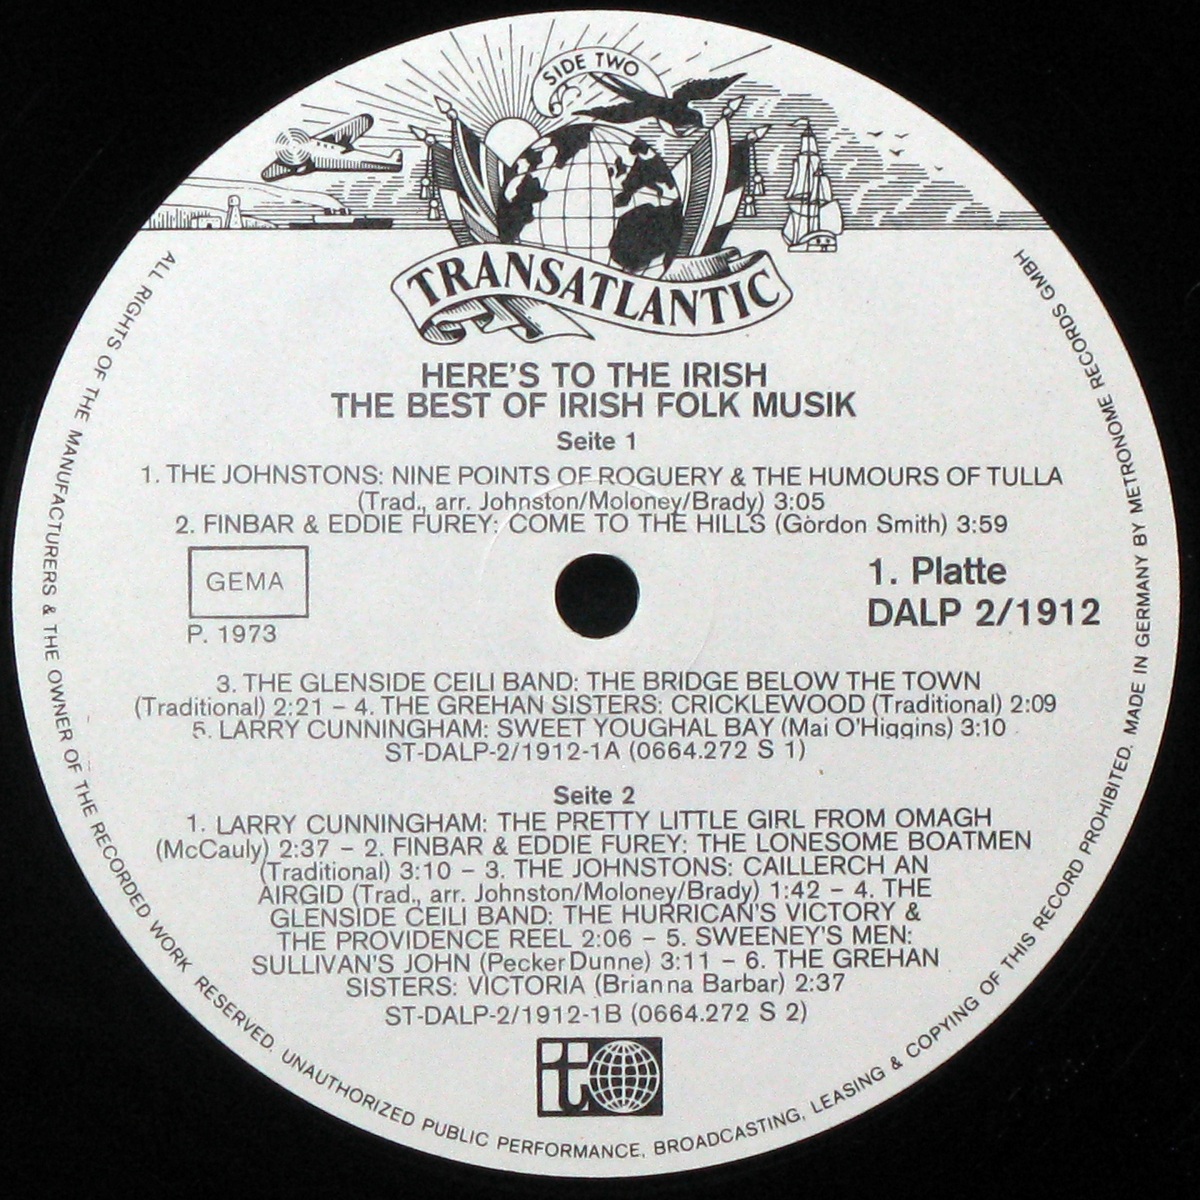 SIDE TWO
TRANSATLANTIC
HERE'S TO THE IRISH
THE BEST OF IRISH FOLK MUSIK
Seite 1
1. THE JOHNSTONS: NINE POINTS OF ROGUERY & THE HUMOURS OF TULLA
(Trad., arr. Johnston/Moloney/Brady) 3:05
2. FINBAR & EDDIE FUREY: COME TO THE HILLS (Gordon Smith) 3:59
GEMA
P. 1973
1. Platte
DALP 2/1912
3. THE GLENSIDE CEILI BAND: THE BRIDGE BELOW THE TOWN
(Traditional) 2:21 – 4. THE GREHAN SISTERS: CRICKLEWOOD (Traditional) 2:09
5. LARRY CUNNINGHAM: SWEET YOUGHAL BAY (Mai O'Higgins) 3:10
ST-DALP-2/1912-1A (0664.272 S 1)
Seite 2
1. LARRY CUNNINGHAM: THE PRETTY LITTLE GIRL FROM OMAGH
(McCauly) 2:37 – 2. FINBAR & EDDIE FUREY: THE LONESOME BOATMEN
(Traditional) 3:10 – 3. THE JOHNSTONS: CAILLERCH AN
AIRGID (Trad., arr. Johnston/Moloney/Brady) 1:42 – 4. THE
GLENSIDE CEILI BAND: THE HURRICAN'S VICTORY &
THE PROVIDENCE REEL 2:06 – 5. SWEENEY'S MEN:
SULLIVAN'S JOHN (Pecker Dunne) 3:11 – 6. THE GREHAN
SISTERS: VICTORIA (Brianna Barbar) 2:37
ST-DALP-2/1912-1B (0664.272 S 2)
t
ALL RIGHTS OF THE MANUFACTURERS & THE OWNER OF THE RECORDED WORK RESERVED. UNAUTHORIZED PUBLIC PERFORMANCE, BROADCASTING, LEASING & COPYING OF THIS RECORD PROHIBITED. MADE IN GERMANY BY METRONOME RECORDS GMBH